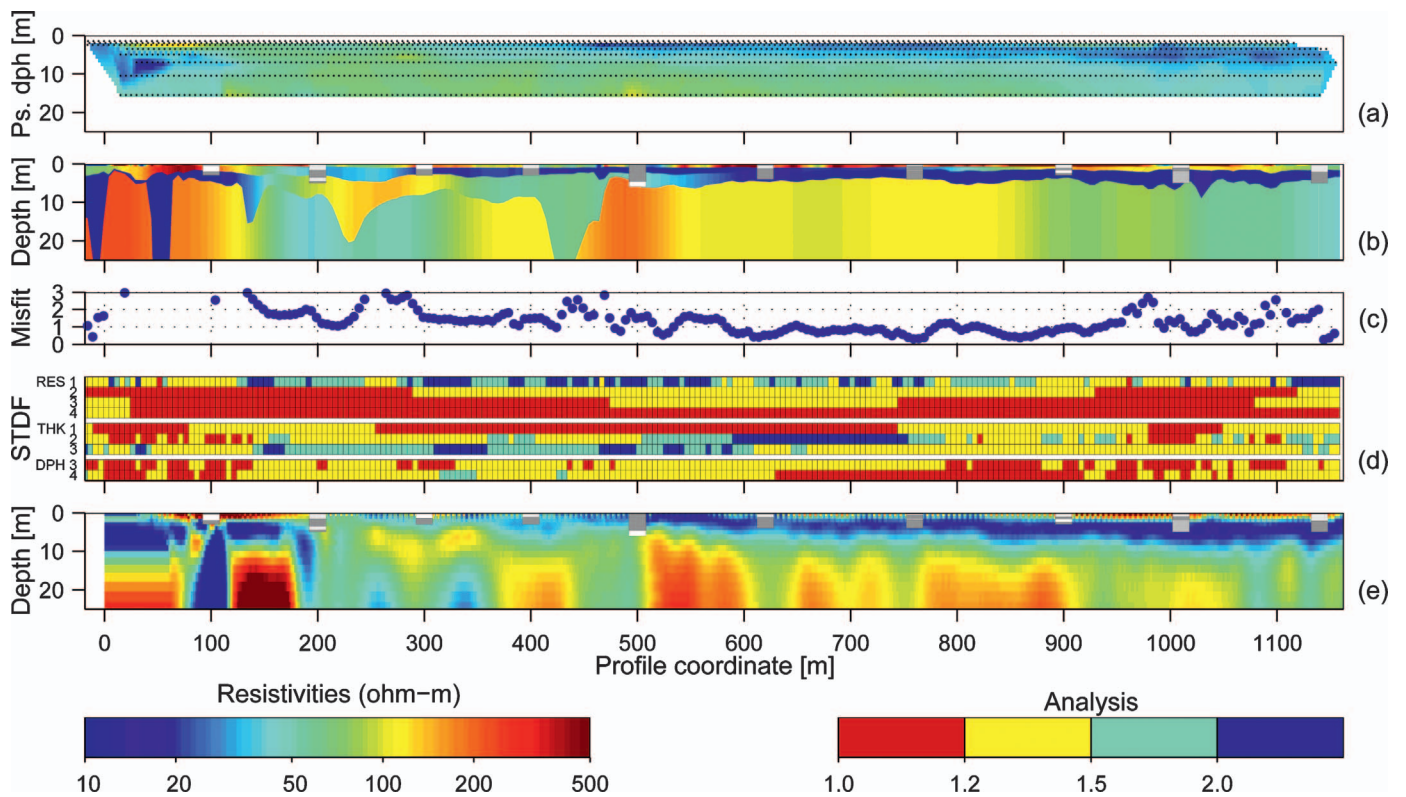 0
10
20
Ps. dph [m]
(a)
0
10
20
Depth [m]
(b)
3
2
1
0
Misfit
(c)
RES 1
2
3
4
THK 1
2
3
DPH 3
4
STDF
(d)
0
10
20
Depth [m]
(e)
0 100 200 300 400 500 600 700 800 900 1000 1100
Profile coordinate [m]
Resistivities (ohm−m)
10 20 50 100 200 500
Analysis
1.0 1.2 1.5 2.0